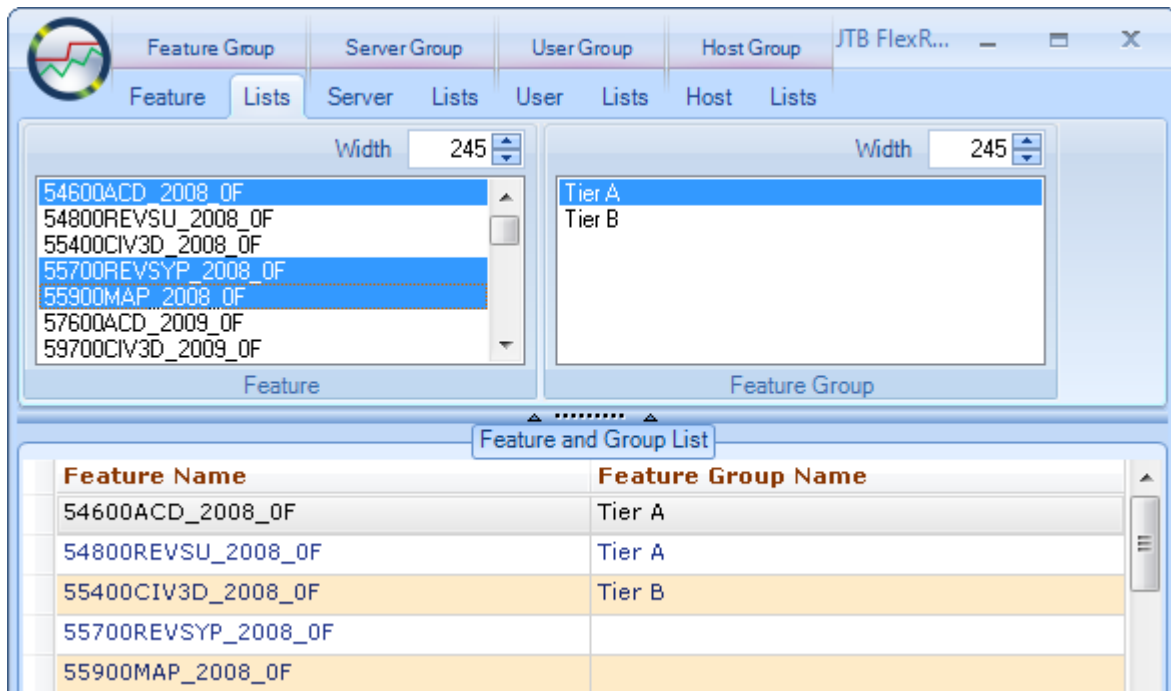 Feature Group Server Group User Group Host Group JTB FlexR...
Feature Lists Server Lists User Lists Host Lists
Width 245 Width 245
54600ACD_2008_0F
54800REVSU_2008_0F
55400CIV3D_2008_0F
55700REVSYP_2008_0F
55900MAP_2008_0F
57600ACD_2009_0F
59700CIV3D_2009_0F
Feature
Tier A
Tier B
Feature Group
Feature and Group List
Feature Name Feature Group Name
54600ACD_2008_0F Tier A
54800REVSU_2008_0F Tier A
55400CIV3D_2008_0F Tier B
55700REVSYP_2008_0F
55900MAP_2008_0F